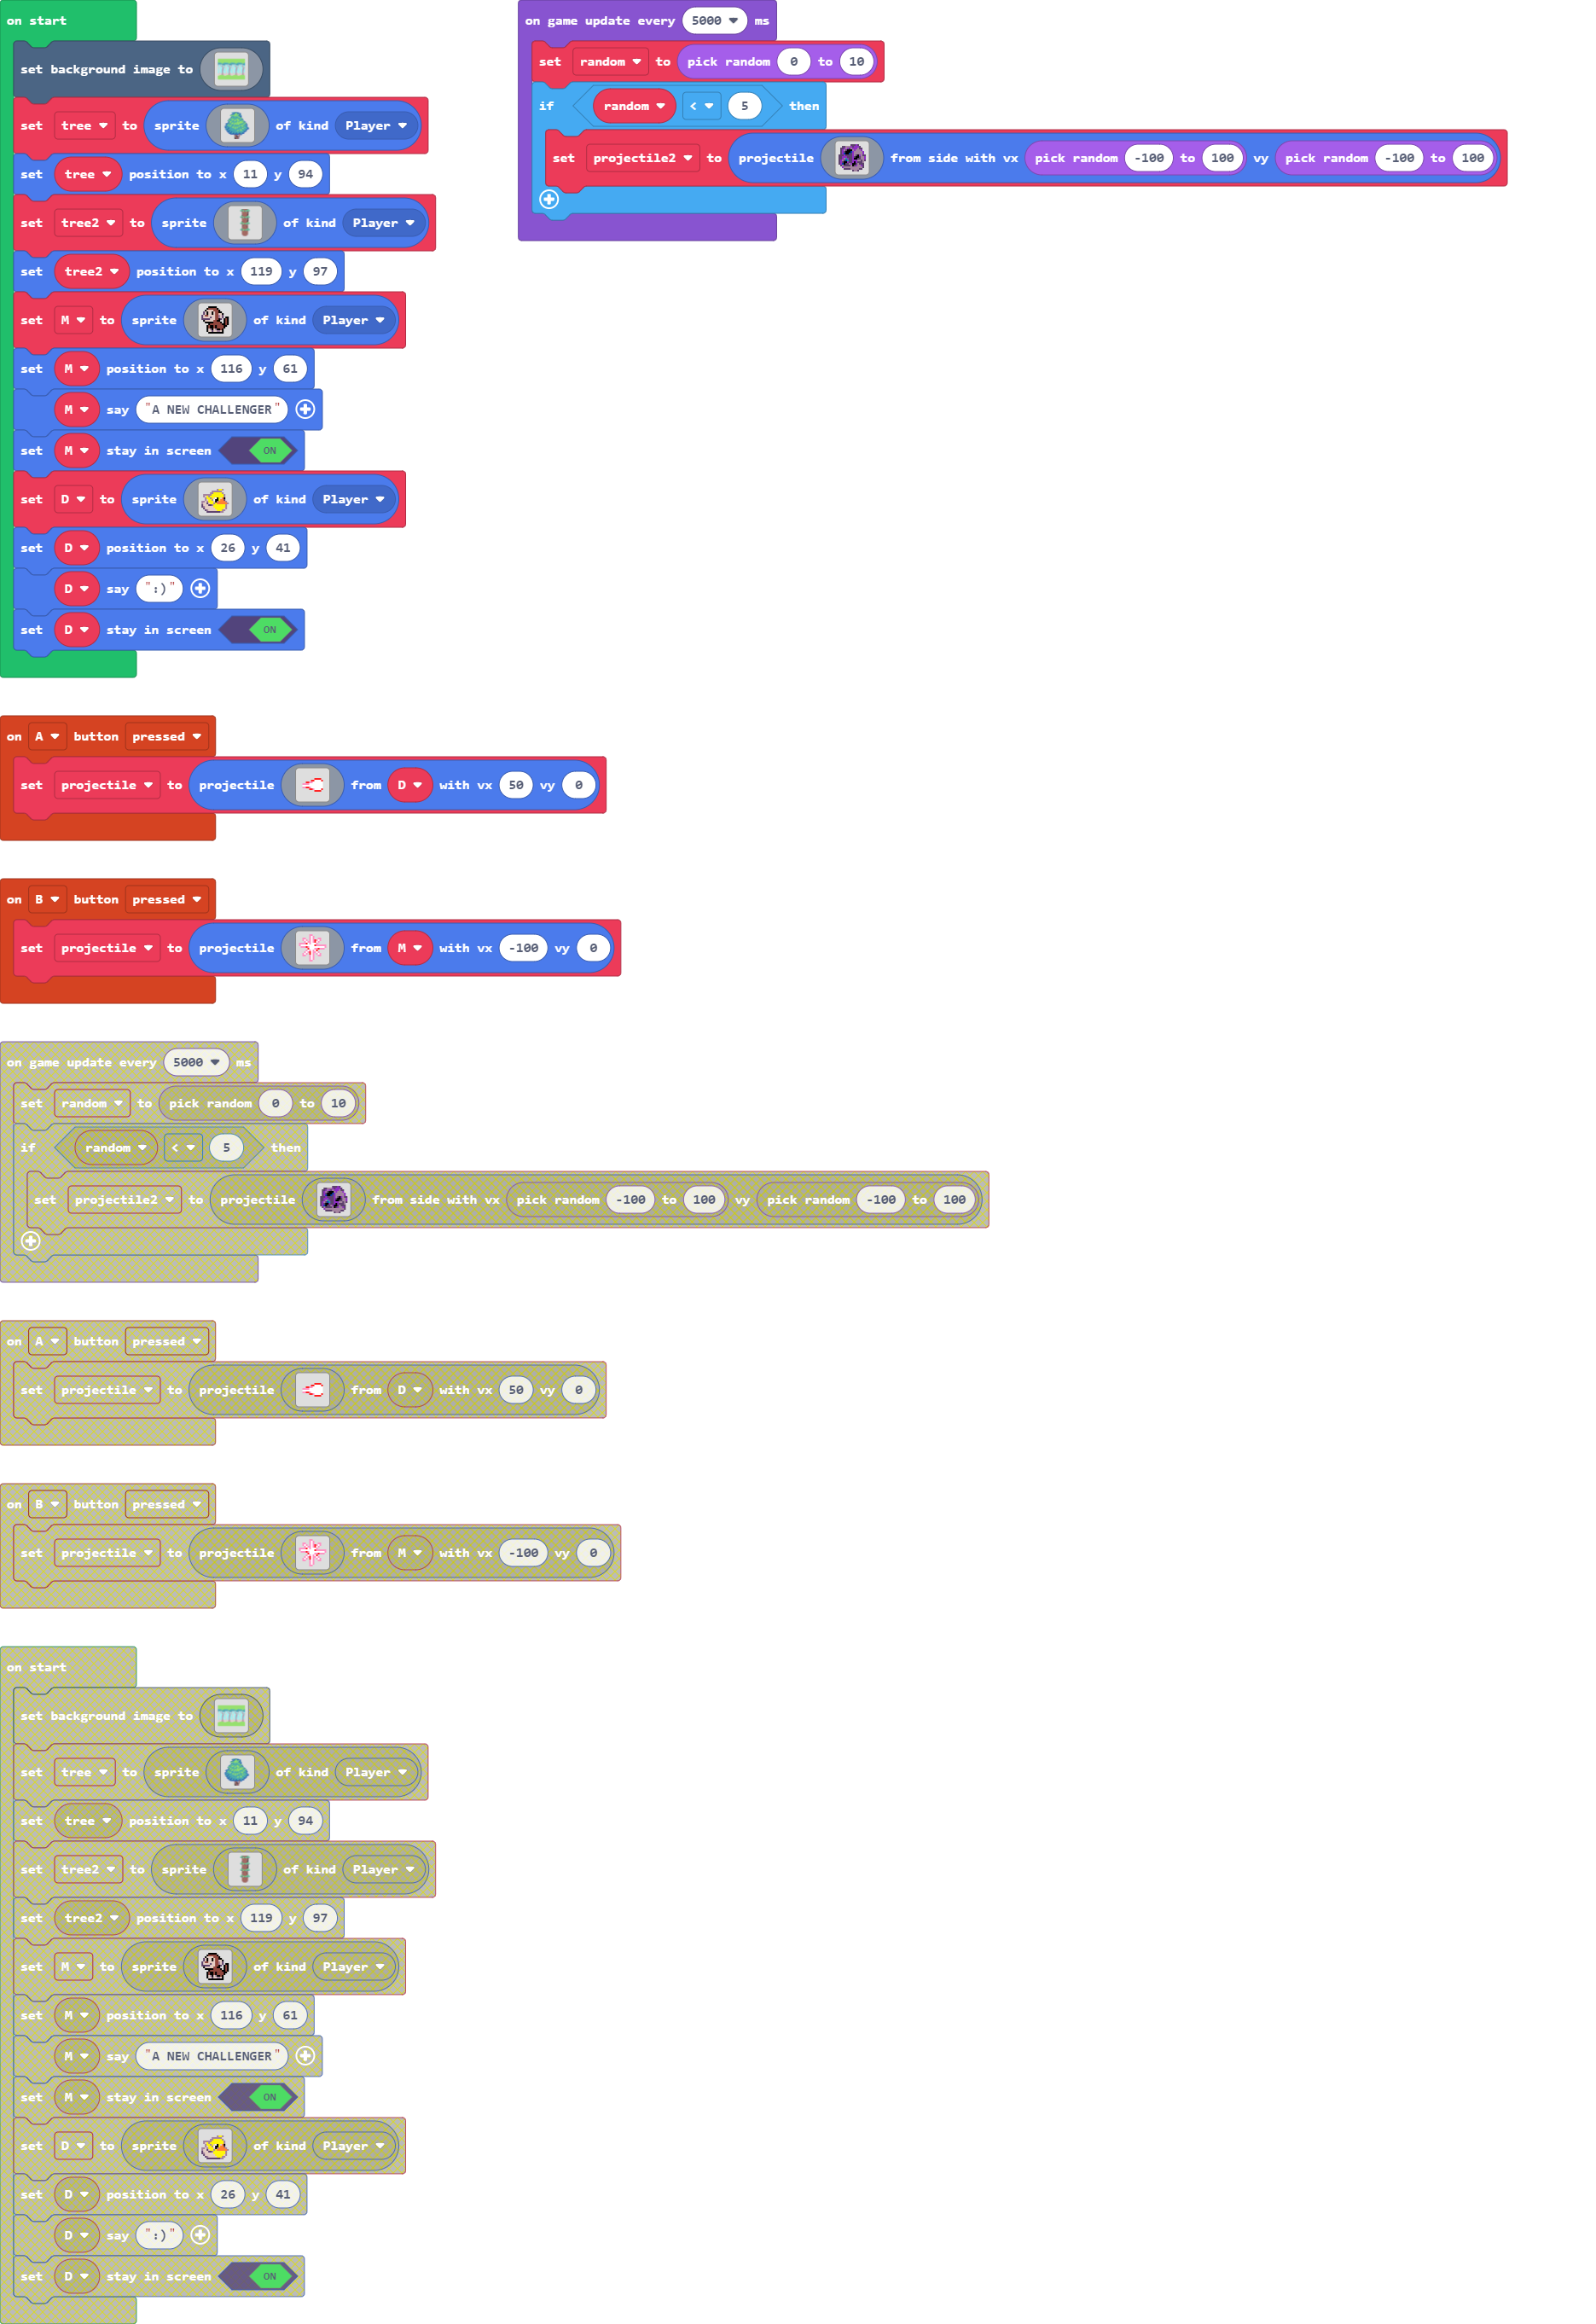 on start
set background image to
set tree to sprite of kind Player
set tree position to x 11 y 94
set tree2 to sprite of kind Player
set tree2 position to x 119 y 97
set M to sprite of kind Player
set M position to x 116 y 61
M say "A NEW CHALLENGER"
set M stay in screen ON
set D to sprite of kind Player
set D position to x 26 y 41
D say ":)"
set D stay in screen ON
on game update every 5000 ms
set random to pick random 0 to 10
if random < 5 then
set projectile2 to projectile from side with vx pick random -100 to 100 vy pick random -100 to 100
on A button pressed
set projectile to projectile from D with vx 50 vy 0
on B button pressed
set projectile to projectile from M with vx -100 vy 0
on game update every 5000 ms
set random to pick random 0 to 10
if random < 5 then
set projectile2 to projectile from side with vx pick random -100 to 100 vy pick random -100 to 100
on A button pressed
set projectile to projectile from D with vx 50 vy 0
on B button pressed
set projectile to projectile from M with vx -100 vy 0
on start
set background image to
set tree to sprite of kind Player
set tree position to x 11 y 94
set tree2 to sprite of kind Player
set tree2 position to x 119 y 97
set M to sprite of kind Player
set M position to x 116 y 61
M say "A NEW CHALLENGER"
set M stay in screen ON
set D to sprite of kind Player
set D position to x 26 y 41
D say ":)"
set D stay in screen ON